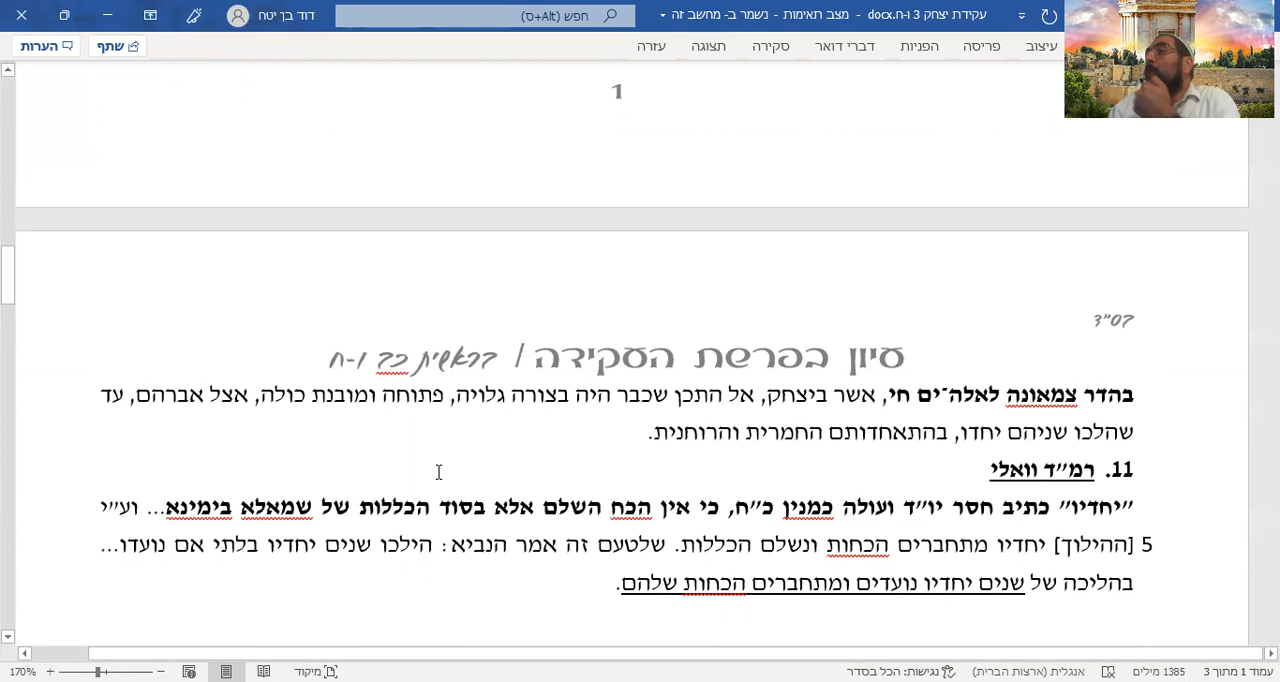 עקידת יצחק 3 ו-ח.docx - מצב תאימות - נשמר ב- מחשב זה
חפש (Alt+ס)
דוד בן יטח
עיצוב פריסה הפניות דברי דואר סקירה תצוגה עזרה
שתף
הערות
1
בס"ד
עיון בפרשת העקידה / בראשית כב ו-ח
בהדר צמאונה לאלה־ים חי, אשר ביצחק, אל התכן שכבר היה בצורה גלויה, פתוחה ומובנת כולה, אצל אברהם, עד
שהלכו שניהם יחדו, בהתאחדותם החמרית והרוחנית.
11. רמ"ד וואלי
"יחדיו" כתיב חסר יו"ד ועולה כמנין כ"ח, כי אין הכח השלם אלא בסוד הכללות של שמאלא בימינא... וע"י
5 [ההילוך] יחדיו מתחברים הכחות ונשלם הכללות. שלטעם זה אמר הנביא: הילכו שנים יחדיו בלתי אם נועדו...
בהליכה של שנים יחדיו נועדים ומתחברים הכחות שלהם.
עמוד 1 מתוך 3
1385 מילים
אנגלית (ארצות הברית)
נגישות: הכל בסדר
מיקוד
170%